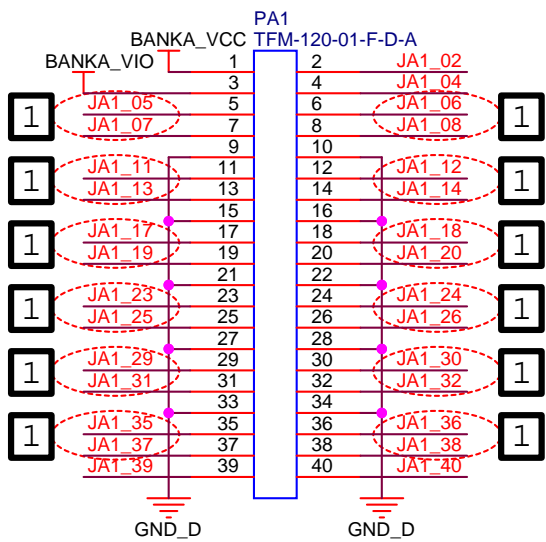 PA1
BANKA_VCC TFM-120-01-F-D-A
BANKA_VIO 1 2 JA1_02
3 4 JA1_04
1 JA1_05 5 6 JA1_06 1
JA1_07 7 8 JA1_08
9 10
1 JA1_11 11 12 JA1_12 1
JA1_13 13 14 JA1_14
15 16
1 JA1_17 17 18 JA1_18 1
JA1_19 19 20 JA1_20
21 22
1 JA1_23 23 24 JA1_24 1
JA1_25 25 26 JA1_26
27 28
1 JA1_29 29 30 JA1_30 1
JA1_31 31 32 JA1_32
33 34
1 JA1_35 35 36 JA1_36 1
JA1_37 37 38 JA1_38
JA1_39 39 40 JA1_40
GND_D GND_D